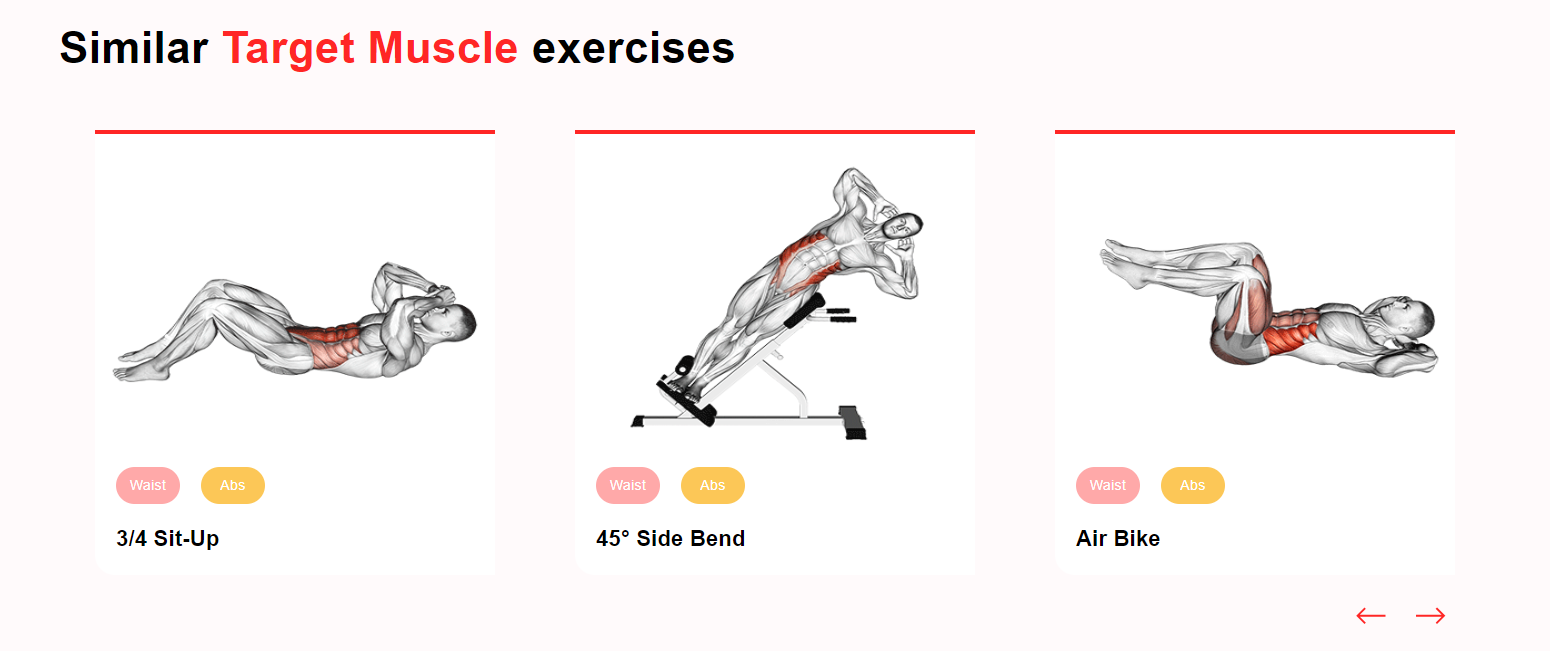 Similar Target Muscle exercises
Waist Abs
3/4 Sit-Up
Waist Abs
45° Side Bend
Waist Abs
Air Bike